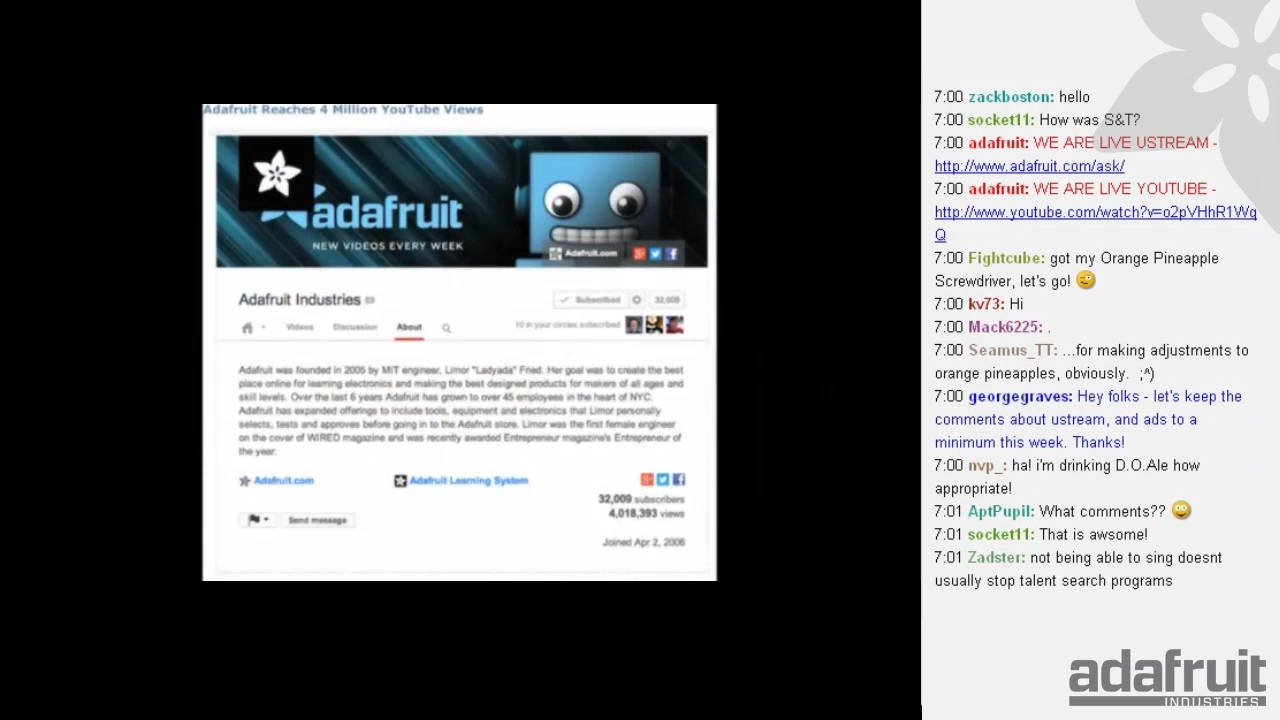 Adafruit Reaches 4 Million YouTube Views
adafruit
NEW VIDEOS EVERY WEEK
Adafruit.com
Adafruit Industries
Subscribed
32,009
Videos
Discussion
About
10 in your circles subscribed
Adafruit was founded in 2005 by MIT engineer, Limor "Ladyada" Fried. Her goal was to create the best
place online for learning electronics and making the best designed products for makers of all ages and
skill levels. Over the last 6 years Adafruit has grown to over 45 employees in the heart of NYC.
Adafruit has expanded offerings to include tools, equipment and electronics that Limor personally
selects, tests and approves before going in to the Adafruit store. Limor was the first female engineer
on the cover of WIRED magazine and was recently awarded Entrepreneur magazine's Entrepreneur of
the year.
Adafruit.com
Adafruit Learning System
32,009 subscribers
4,018,393 views
Send message
Joined Apr 2, 2006
7:00 zackboston: hello
7:00 socket11: How was S&T?
7:00 adafruit: WE ARE LIVE USTREAM -
http://www.adafruit.com/ask/
7:00 adafruit: WE ARE LIVE YOUTUBE -
http://www.youtube.com/watch?v=o2pVHhR1Wq
Q
7:00 Fightcube: got my Orange Pineapple
Screwdriver, let's go!
7:00 kv73: Hi
7:00 Mack6225: .
7:00 Seamus_TT: ...for making adjustments to
orange pineapples, obviously. ;^)
7:00 georgegraves: Hey folks - let's keep the
comments about ustream, and ads to a
minimum this week. Thanks!
7:00 nvp_: ha! i'm drinking D.O.Ale how
appropriate!
7:01 AptPupil: What comments??
7:01 socket11: That is awsome!
7:01 Zadster: not being able to sing doesnt
usually stop talent search programs
adafruit
INDUSTRIES